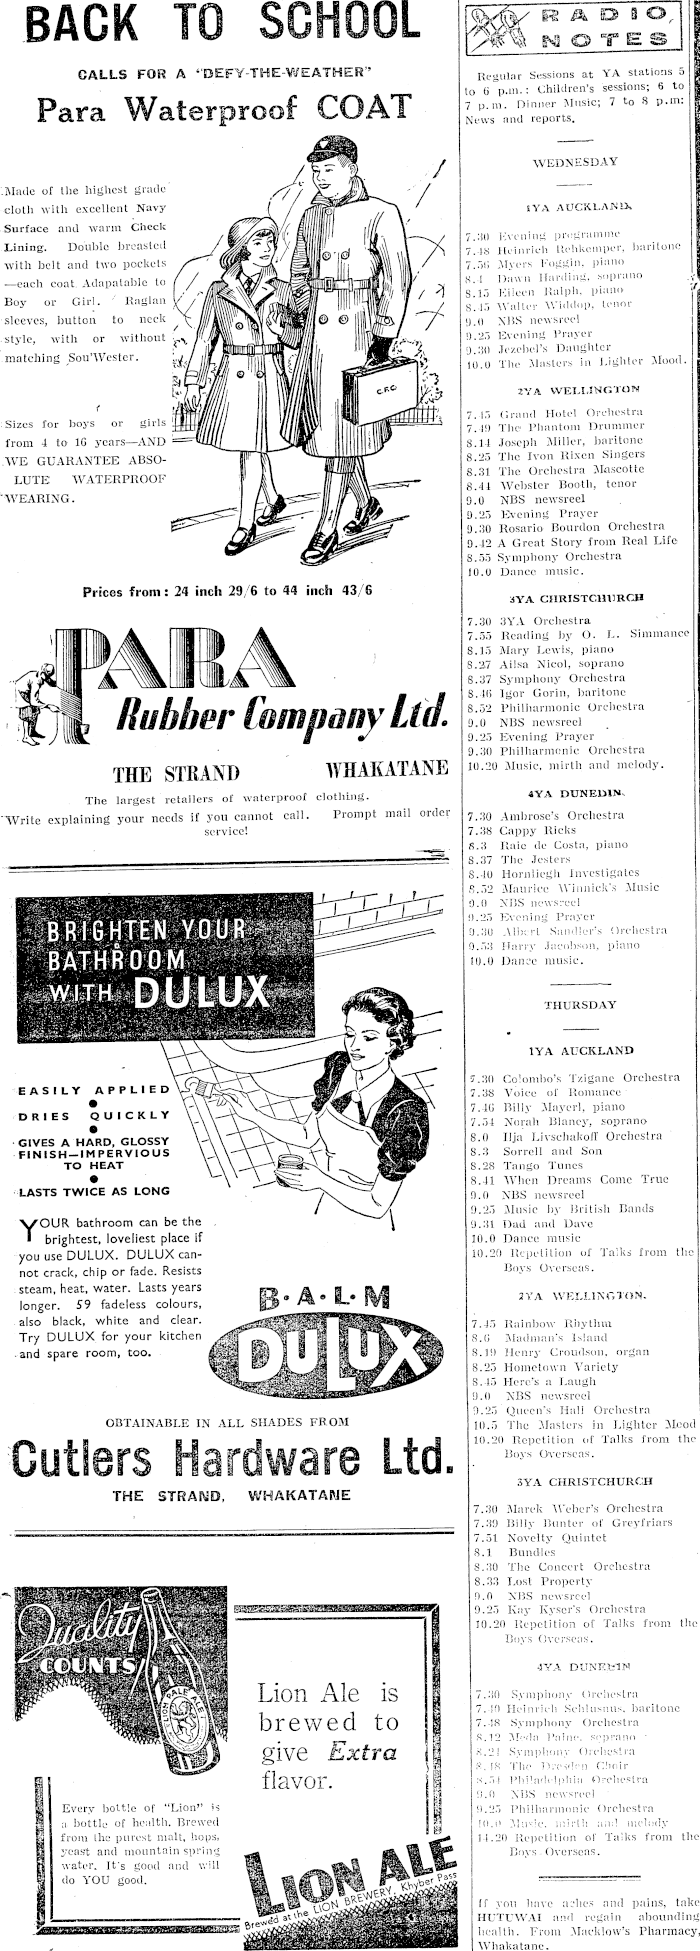 BACK TO SCHOOL
CALLS FOR A "DEFY-THE-WEATHER"
Para Waterproof COAT
Made of the highest grade
cloth with excellent Navy
Surface and warm Check
Lining. Double breasted
with belt and two pockets
—each coat Adapatable to
Boy or Girl. Raglan
sleeves, button to neck
style, with or without
matching Sou'Wester.
Sizes for boys or girls
from 4 to 16 years—AND
WE GUARANTEE ABSO-
LUTE WATERPROOF
WEARING.
C.F.C.
Prices from: 24 inch 29/6 to 44 inch 43/6
PARA
Rubber Company Ltd.
THE STRAND WHAKATANE
The largest retailers of waterproof clothing.
Write explaining your needs if you cannot call. Prompt mail order
service!
BRIGHTEN YOUR
BATHROOM
WITH DULUX
EASILY APPLIED
DRIES QUICKLY
GIVES A HARD, GLOSSY
FINISH—IMPERVIOUS
TO HEAT
LASTS TWICE AS LONG
YOUR bathroom can be the
brightest, loveliest place if
you use DULUX. DULUX can-
not crack, chip or fade. Resists
steam, heat, water. Lasts years
longer. 59 fadeless colours,
also black, white and clear.
Try DULUX for your kitchen
and spare room, too.
B·A·L·M
DULUX
OBTAINABLE IN ALL SHADES FROM
Cutlers Hardware Ltd.
THE STRAND, WHAKATANE
Quality
COUNTS
LION PALE ALE
Lion Ale is
brewed to
give Extra
flavor.
Every bottle of "Lion" is
a bottle of health. Brewed
from the purest malt, hops,
yeast and mountain spring
water. It's good and will
do YOU good.
LION ALE
Brewed at the LION BREWERY, Khyber Pass
RADIO
NOTES
Regular Sessions at YA stations 5
to 6 p.m.: Children's sessions; 6 to
7 p.m. Dinner Music; 7 to 8 p.m:
News and reports.
WEDNESDAY
1YA AUCKLAND.
7.30 Evening programme
7.48 Heinrich Rehkemper, baritone
7.56 Myers Foggin, piano
8.4 Dawn Harding, soprano
8.15 Eileen Ralph, piano
8.45 Walter Widdop, tenor
9.0 NBS newsreel
9.25 Evening Prayer
9.30 Jezebel's Daughter
10.0 The Masters in Lighter Mood.
2YA WELLINGTON
7.45 Grand Hotel Orchestra
7.49 The Phantom Drummer
8.14 Joseph Miller, baritone
8.25 The Ivon Rixen Singers
8.31 The Orchestra Mascotte
8.44 Webster Booth, tenor
9.0 NBS newsreel
9.25 Evening Prayer
9.30 Rosario Bourdon Orchestra
9.42 A Great Story from Real Life
8.55 Symphony Orchestra
10.0 Dance music.
3YA CHRISTCHURCH
7.30 3YA Orchestra
7.55 Reading by O. L. Simmance
8.15 Mary Lewis, piano
8.27 Ailsa Nicol, soprano
8.37 Symphony Orchestra
8.46 Igor Gorin, baritone
8.52 Philharmonic Orchestra
9.0 NBS newsreel
9.25 Evening Prayer
9.30 Philharmonic Orchestra
10.20 Music, mirth and melody.
4YA DUNEDIN.
7.30 Ambrose's Orchestra
7.38 Cappy Ricks
8.3 Raie de Costa, piano
8.37 The Jesters
8.40 Hornliegh Investigates
8.52 Maurice Winnick's Music
9.0 NBS newsreel
9.25 Evening Prayer
9.30 Albert Sandler's Orchestra
9.53 Harry Jacobson, piano
10.0 Dance music.
THURSDAY
1YA AUCKLAND
7.30 Colombo's Tzigane Orchestra
7.38 Voice of Romance
7.46 Billy Mayerl, piano
7.54 Norah Blaney, soprano
8.0 Ilja Livschakoff Orchestra
8.3 Sorrell and Son
8.28 Tango Tunes
8.41 When Dreams Come True
9.0 NBS newsreel
9.25 Music by British Bands
9.31 Dad and Dave
10.0 Dance music
10.20 Repetition of Talks from the
Boys Overseas.
2YA WELLINGTON.
7.45 Rainbow Rhythm
8.6 Madman's Island
8.19 Henry Croudson, organ
8.25 Hometown Variety
8.45 Here's a Laugh
9.0 NBS newsreel
9.25 Queen's Hall Orchestra
10.5 The Masters in Lighter Mood
10.20 Repetition of Talks from the
Boys Overseas.
3YA CHRISTCHURCH
7.30 Marek Weber's Orchestra
7.39 Billy Bunter of Greyfriars
7.51 Novelty Quintet
8.1 Bundles
8.30 The Concert Orchestra
8.33 Lost Property
9.0 NBS newsreel
9.25 Kay Kyser's Orchestra
10.20 Repetition of Talks from the
Boys Overseas.
4YA DUNEDIN
7.30 Symphony Orchestra
7.40 Heinrich Schlusnus, baritone
7.48 Symphony Orchestra
8.12 Meda Paine, soprano
8.21 Symphony Orchestra
8.48 The Dresden Choir
8.51 Philadelphia Orchestra
9.0 NBS newsreel
9.25 Philharmonic Orchestra
10.0 Music, mirth and melody
11.20 Repetition of Talks from the
Boys Overseas.
If you have aches and pains, take
HUTUWAI and regain abounding
health. From Macklow's Pharmacy,
Whakatane.